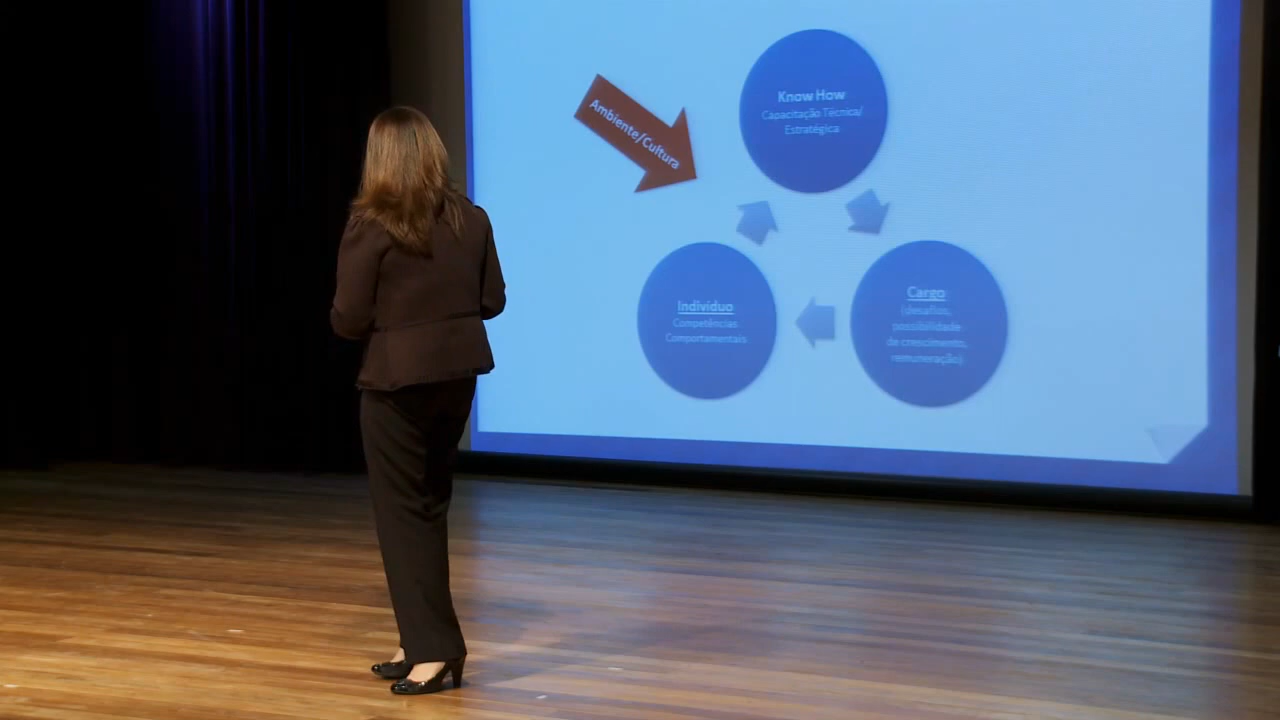 Ambiente/Cultura
Know How
Capacitação Técnica/
Estratégica
Indivíduo
Competências
Comportamentais
Cargo
(desafios,
possibilidade
de crescimento,
remuneração)